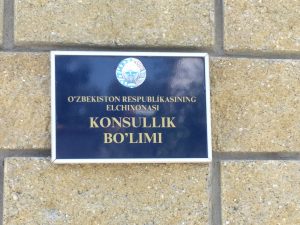 O'ZBEKISTON RESPUBLIKASINING
ELCHIXONASI
KONSULLIK
BO'LIMI